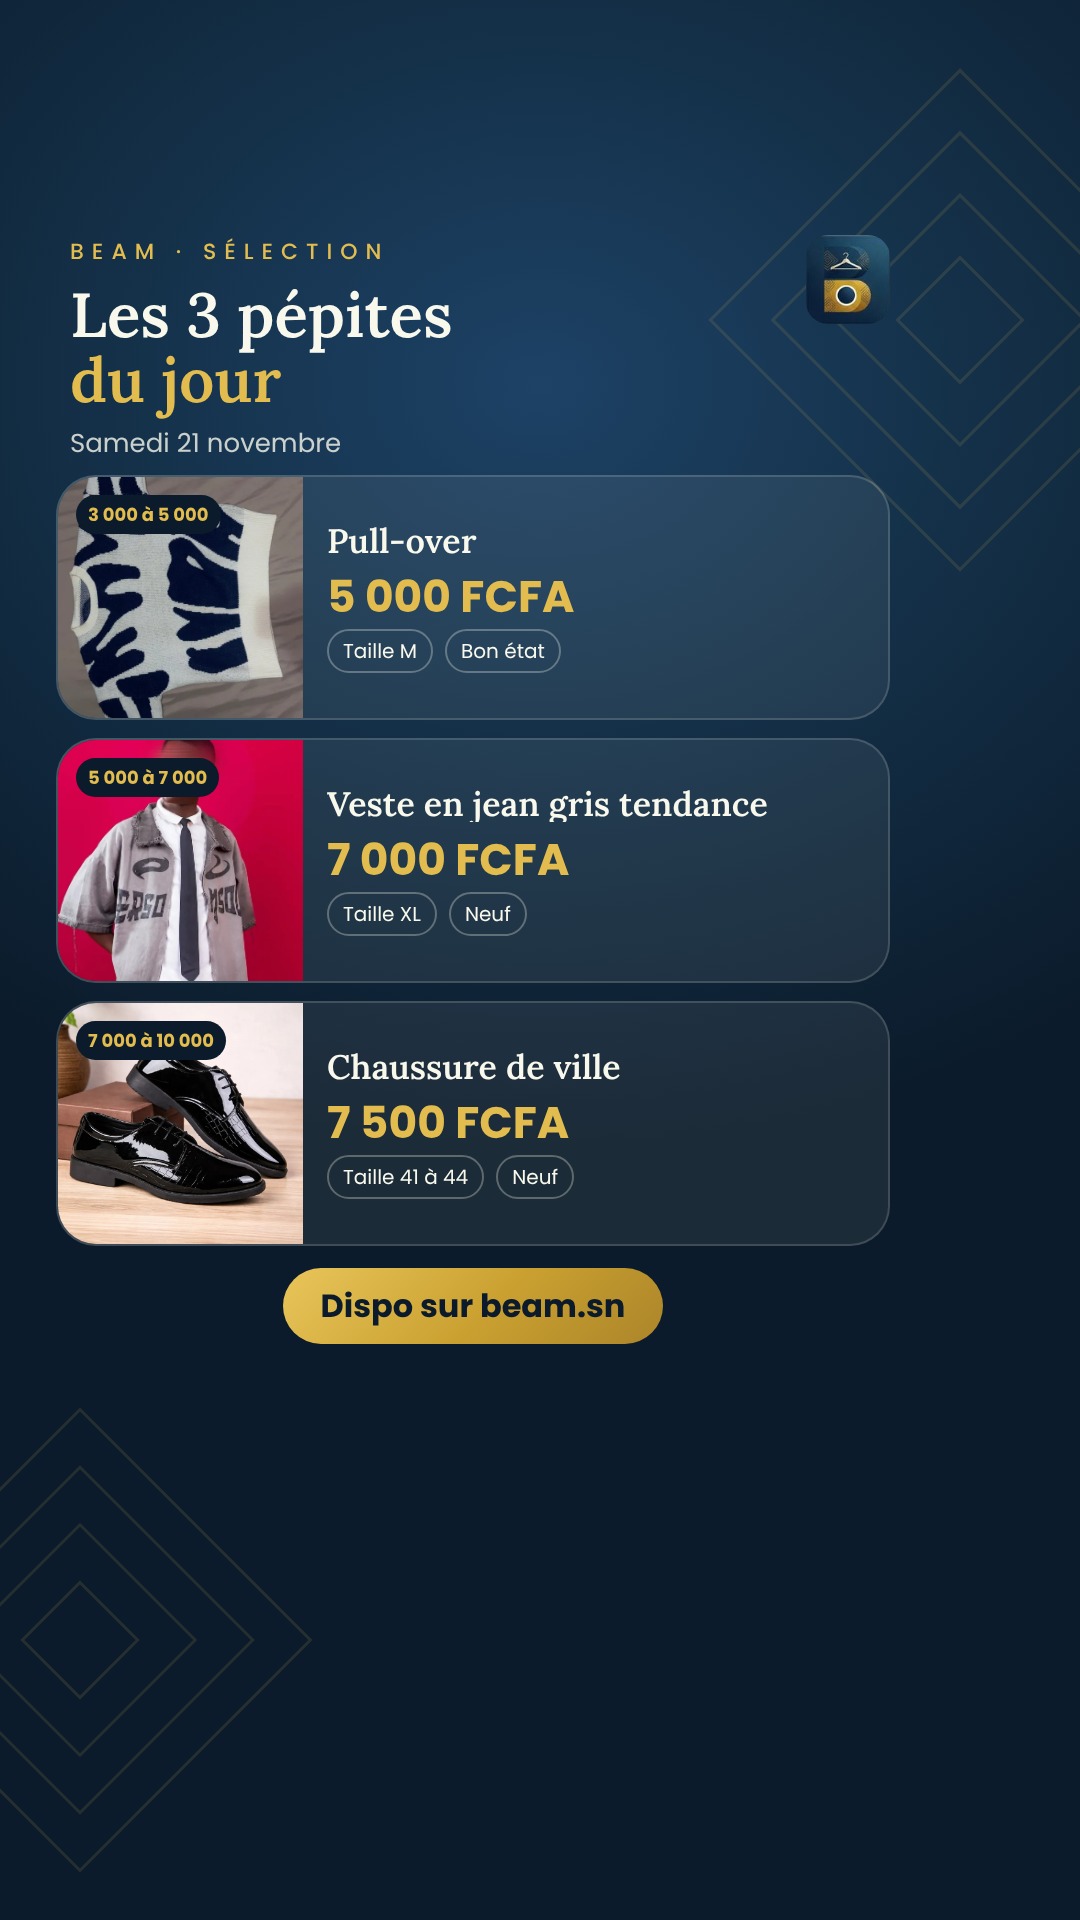 BEAM · SÉLECTION
Les 3 pépites
du jour
Samedi 21 novembre
3 000 à 5 000
Pull-over
5 000 FCFA
Taille M
Bon état
5 000 à 7 000
Veste en jean gris tendance
7 000 FCFA
Taille XL
Neuf
7 000 à 10 000
Chaussure de ville
7 500 FCFA
Taille 41 à 44
Neuf
Dispo sur beam.sn